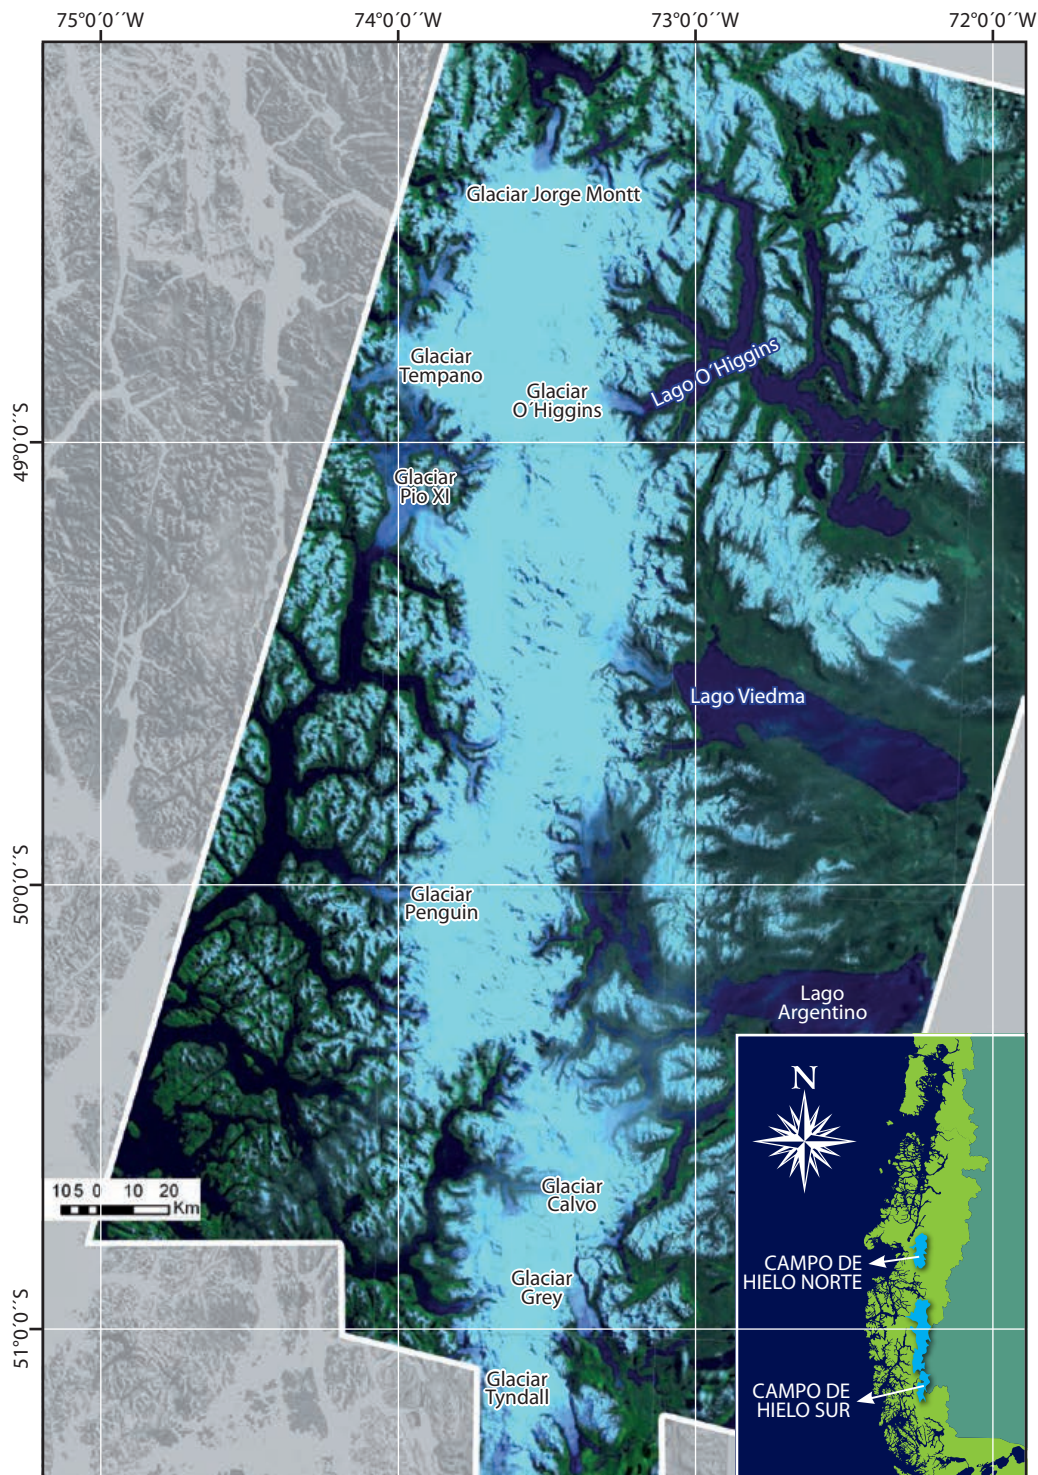 75°0´0´´W
74°0´0´´W
73°0´0´´W
72°0´0´´W
Glaciar Jorge Montt
Glaciar
Tempano
Glaciar
O´Higgins
Lago O´Higgins
49°0´0´´S
Glaciar
Pio XI
Lago Viedma
50°0´0´´S
Glaciar
Penguin
Lago
Argentino
N
10 5 0 10 20
Km
Glaciar
Calvo
CAMPO DE
HIELO NORTE
Glaciar
Grey
51°0´0´´S
Glaciar
Tyndall
CAMPO DE
HIELO SUR